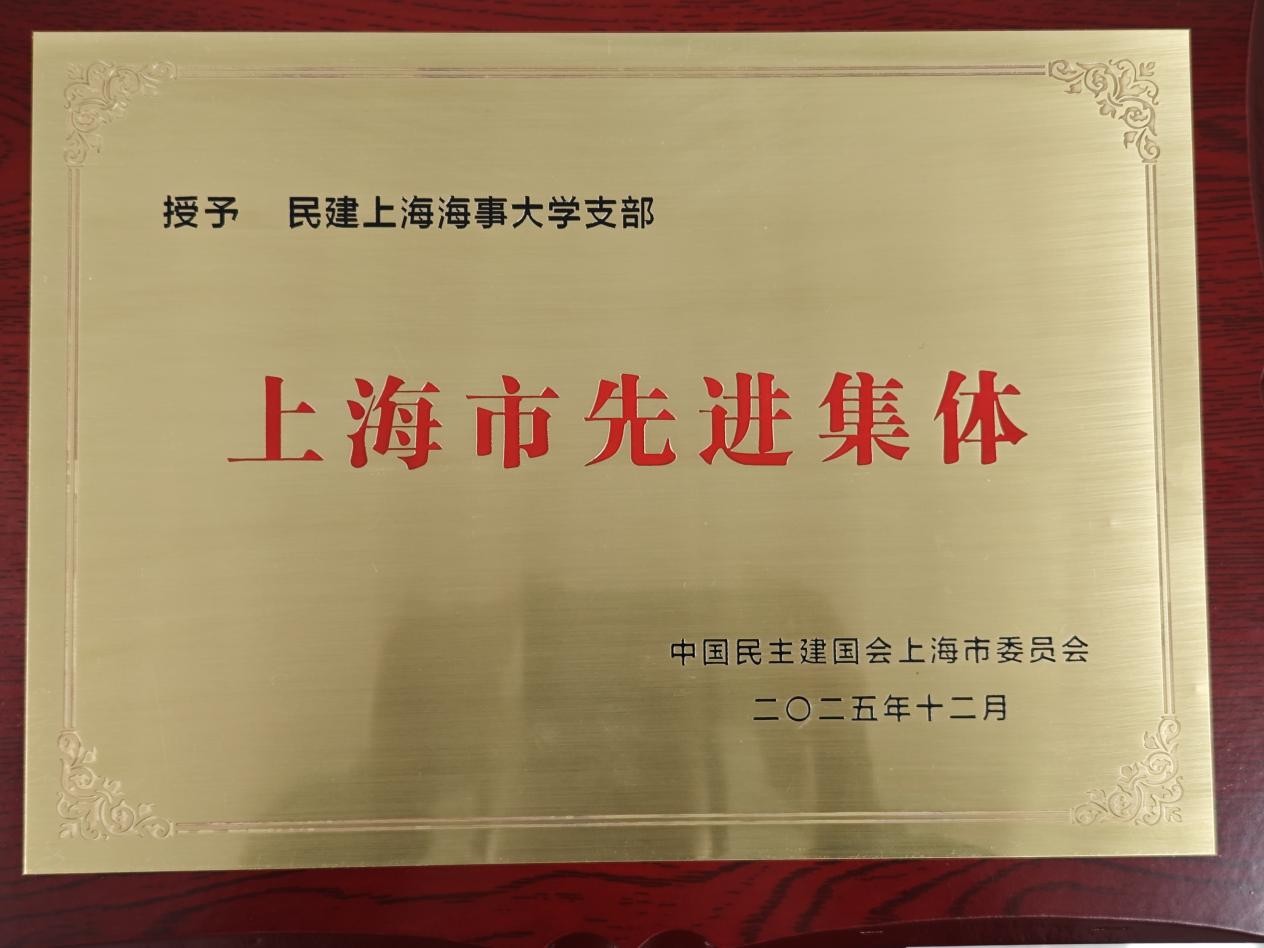 授予 民建上海海事大学支部
上海市先进集体
中国民主建国会上海市委员会
二〇二五年十二月